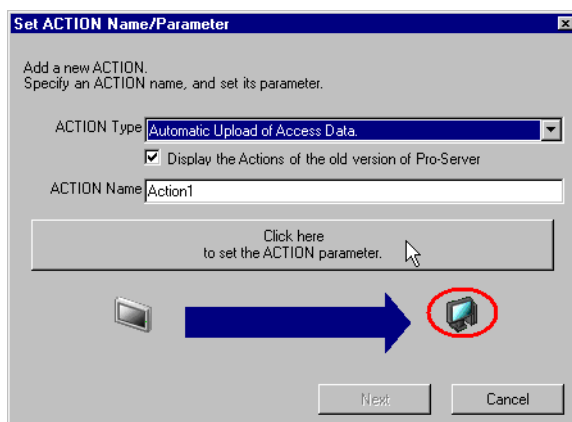 Set ACTION Name/Parameter
Add a new ACTION.
Specify an ACTION name, and set its parameter.
ACTION Type Automatic Upload of Access Data.
Display the Actions of the old version of Pro-Server
ACTION Name Action1
Click here
to set the ACTION parameter.
Next Cancel